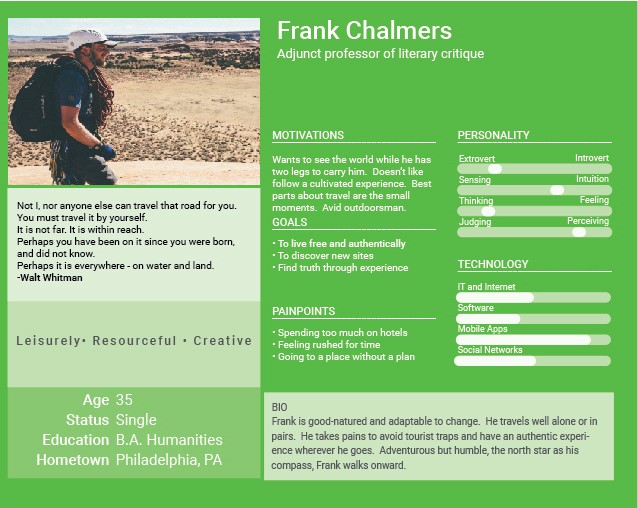 Frank Chalmers
Adjunct professor of literary critique
Not I, nor anyone else can travel that road for you.
You must travel it by yourself.
It is not far. It is within reach.
Perhaps you have been on it since you were born,
and did not know.
Perhaps it is everywhere - on water and land.
-Walt Whitman
Leisurely• Resourceful • Creative
Age 35
Status Single
Education B.A. Humanities
Hometown Philadelphia, PA
MOTIVATIONS
Wants to see the world while he has
two legs to carry him. Doesn't like
follow a cultivated experience. Best
parts about travel are the small
moments. Avid outdoorsman.
GOALS
• To live free and authentically
• To discover new sites
• Find truth through experience
PAINPOINTS
• Spending too much on hotels
• Feeling rushed for time
• Going to a place without a plan
PERSONALITY
Extrovert Introvert
Sensing Intuition
Thinking Feeling
Judging Perceiving
TECHNOLOGY
IT and Internet
Software
Mobile Apps
Social Networks
BIO
Frank is good-natured and adaptable to change. He travels well alone or in
pairs. He takes pains to avoid tourist traps and have an authentic experi-
ence wherever he goes. Adventurous but humble, the north star as his
compass, Frank walks onward.